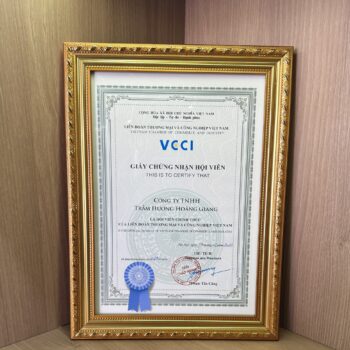 CỘNG HÒA XÃ HỘI CHỦ NGHĨA VIỆT NAM
Độc lập - Tự do - Hạnh phúc
LIÊN ĐOÀN THƯƠNG MẠI VÀ CÔNG NGHIỆP VIỆT NAM
VIETNAM CHAMBER OF COMMERCE AND INDUSTRY
VCCI
GIẤY CHỨNG NHẬN HỘI VIÊN
THIS IS TO CERTIFY THAT
CÔNG TY TNHH
TRẦM HƯƠNG HOÀNG GIANG
LÀ HỘI VIÊN CHÍNH THỨC
CỦA LIÊN ĐOÀN THƯƠNG MẠI VÀ CÔNG NGHIỆP VIỆT NAM
CHỦ TỊCH
Phạm Tấn Công